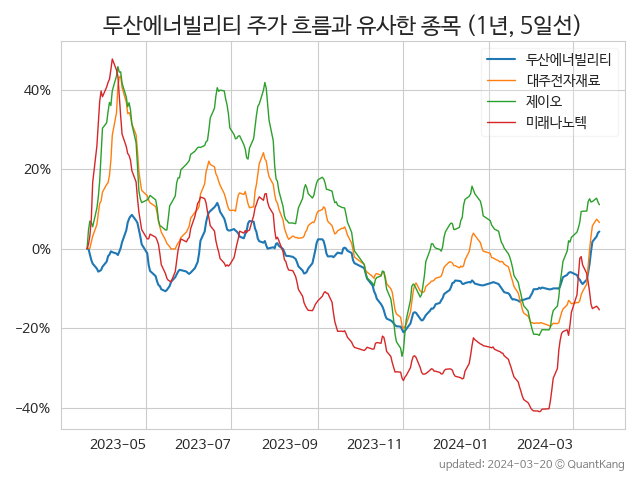 두산에너빌리티 주가 흐름과 유사한 종목 (1년, 5일선)
두산에너빌리티
대주전자재료
제이오
미래나노텍
40%
20%
0%
−20%
−40%
2023-05 2023-07 2023-09 2023-11 2024-01 2024-03
updated: 2024-03-20 © QuantKang